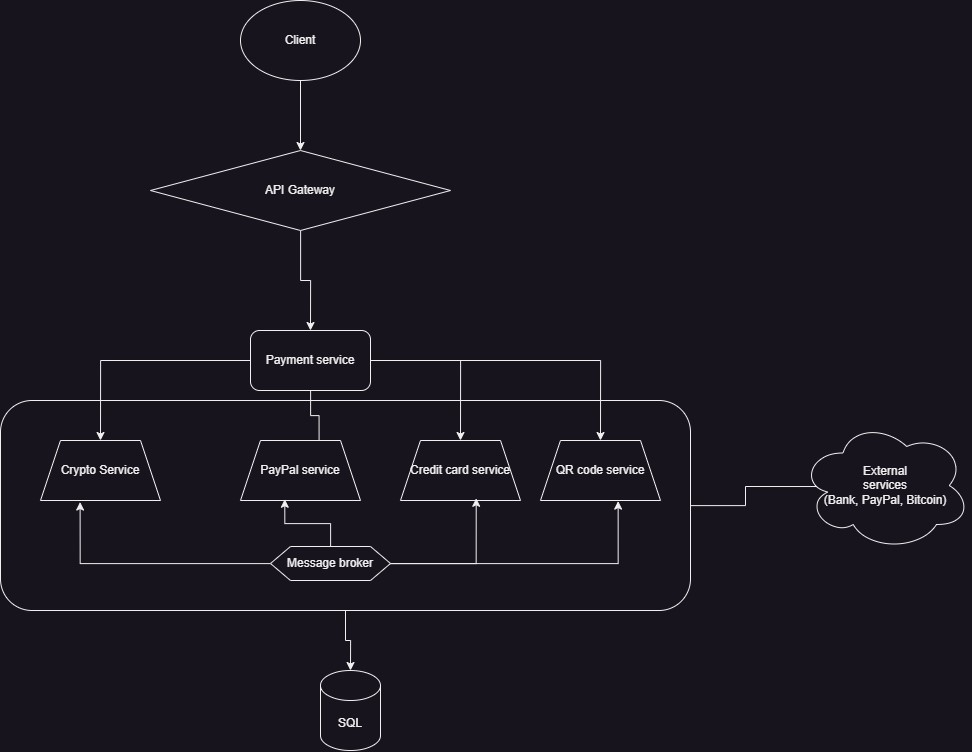 Client
API Gateway
Payment service
Crypto Service
PayPal service
Credit card service
QR code service
External
services
(Bank, PayPal, Bitcoin)
Message broker
SQL